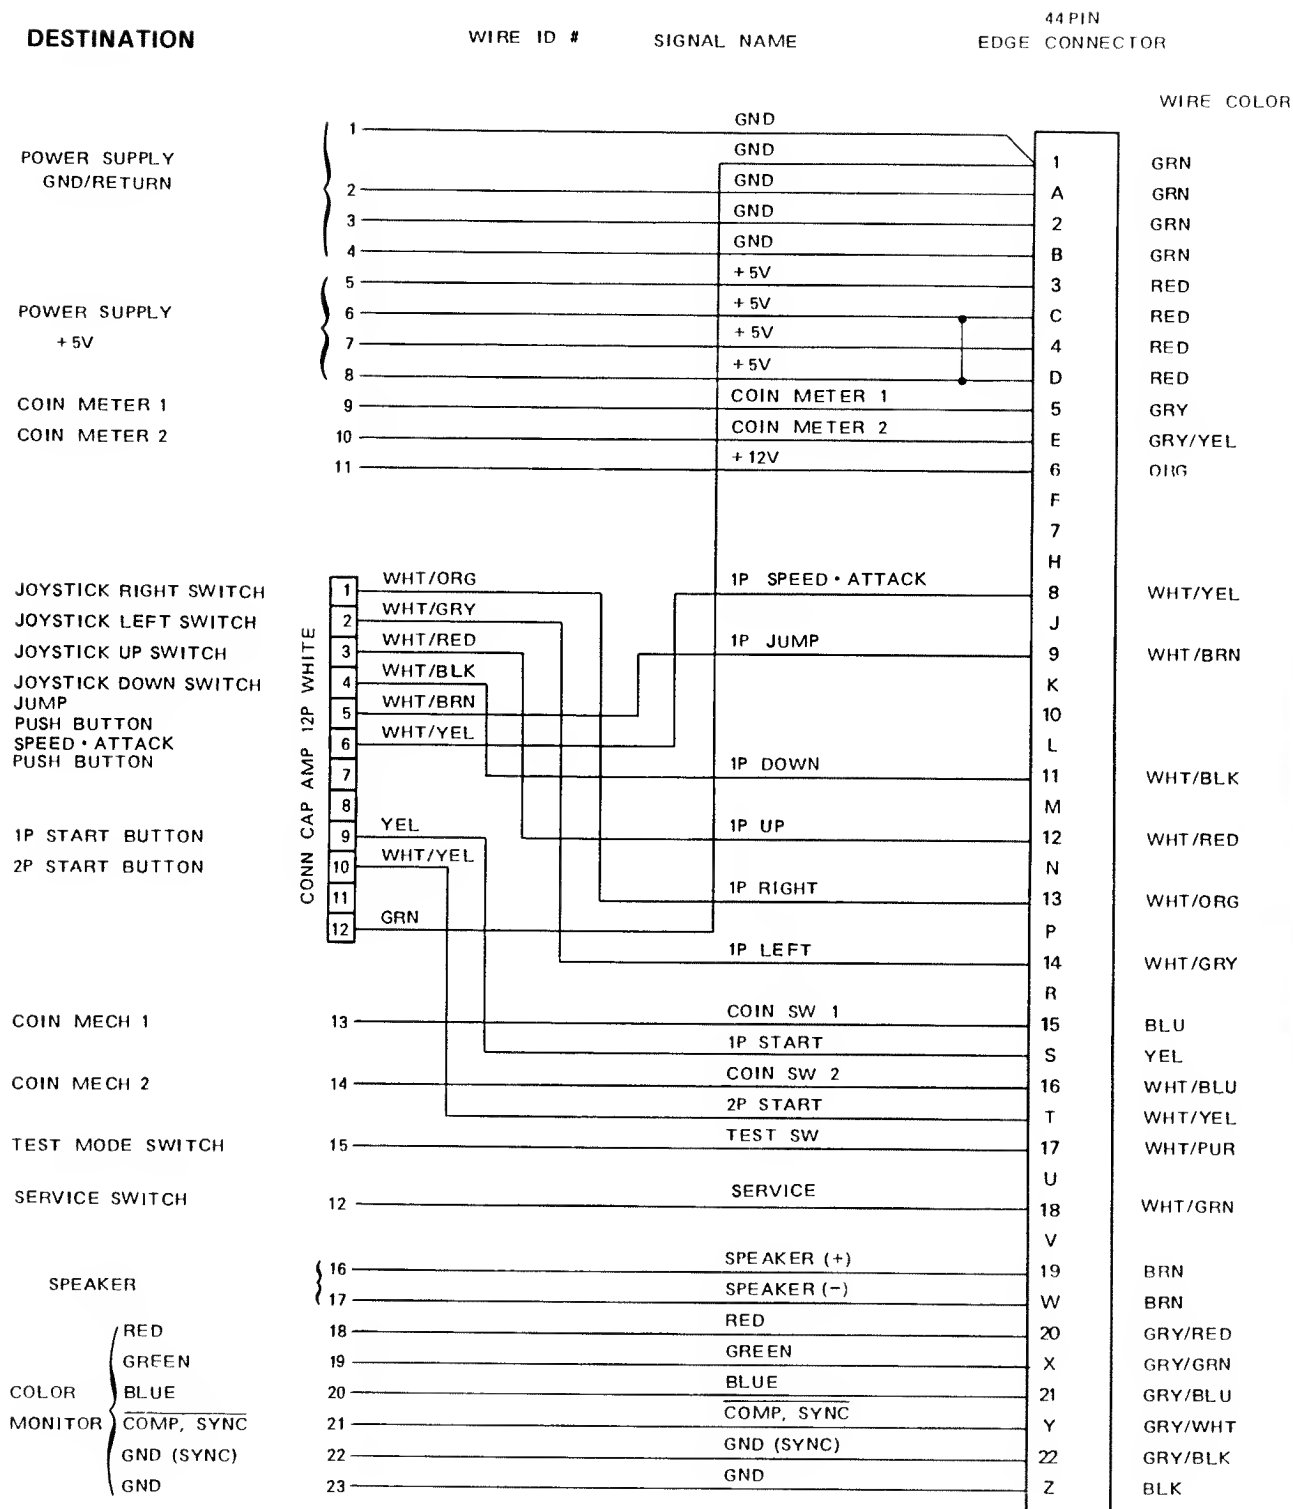 44 PIN
DESTINATION WIRE ID # SIGNAL NAME EDGE CONNECTOR
WIRE COLOR
1 GND
POWER SUPPLY GND 1 GRN
GND/RETURN 2 GND A GRN
3 GND 2 GRN
4 GND B GRN
5 +5V 3 RED
POWER SUPPLY 6 +5V C RED
+5V 7 +5V 4 RED
8 +5V D RED
COIN METER 1 9 COIN METER 1 5 GRY
COIN METER 2 10 COIN METER 2 E GRY/YEL
11 +12V 6 ORG
F
7
H
JOYSTICK RIGHT SWITCH 1 WHT/ORG 1P SPEED・ATTACK 8 WHT/YEL
JOYSTICK LEFT SWITCH 2 WHT/GRY J
JOYSTICK UP SWITCH 3 WHT/RED 1P JUMP 9 WHT/BRN
JOYSTICK DOWN SWITCH 4 WHT/BLK K
JUMP
PUSH BUTTON 5 WHT/BRN 10
SPEED・ATTACK 6 WHT/YEL L
PUSH BUTTON
7 1P DOWN 11 WHT/BLK
8 M
1P START BUTTON 9 YEL 1P UP 12 WHT/RED
2P START BUTTON 10 WHT/YEL N
11 1P RIGHT 13 WHT/ORG
12 GRN P
CONN CAP AMP 12P WHITE
1P LEFT 14 WHT/GRY
R
COIN MECH 1 13 COIN SW 1 15 BLU
1P START S YEL
COIN MECH 2 14 COIN SW 2 16 WHT/BLU
2P START T WHT/YEL
TEST MODE SWITCH 15 TEST SW 17 WHT/PUR
U
SERVICE SWITCH 12 SERVICE 18 WHT/GRN
V
16 SPEAKER (+) 19 BRN
SPEAKER
17 SPEAKER (−) W BRN
RED 18 RED 20 GRY/RED
GREEN 19 GREEN X GRY/GRN
COLOR BLUE 20 BLUE 21 GRY/BLU
MONITOR COMP, SYNC 21 COMP, SYNC Y GRY/WHT
GND (SYNC) 22 GND (SYNC) 22 GRY/BLK
GND 23 GND Z BLK